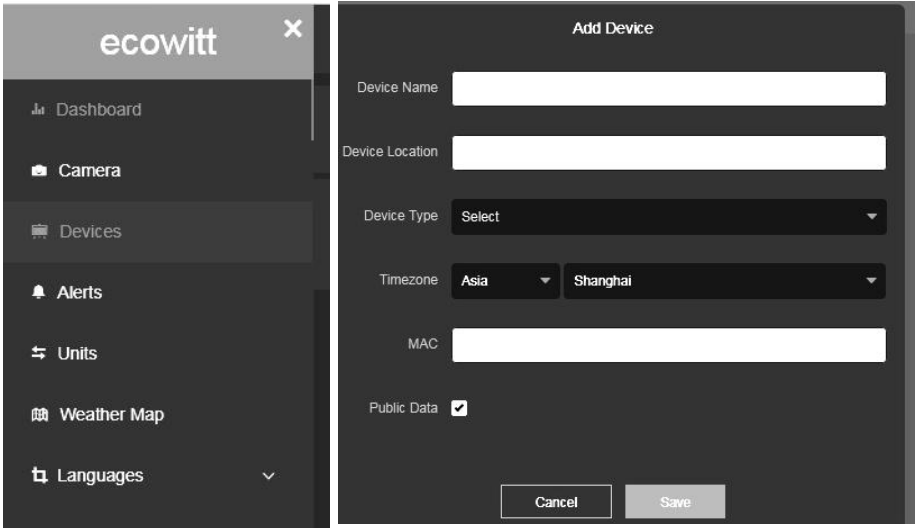 ecowitt
Dashboard
Camera
Devices
Alerts
Units
Weather Map
Languages
Add Device
Device Name
Device Location
Device Type Select
Timezone Asia Shanghai
MAC
Public Data
Cancel Save